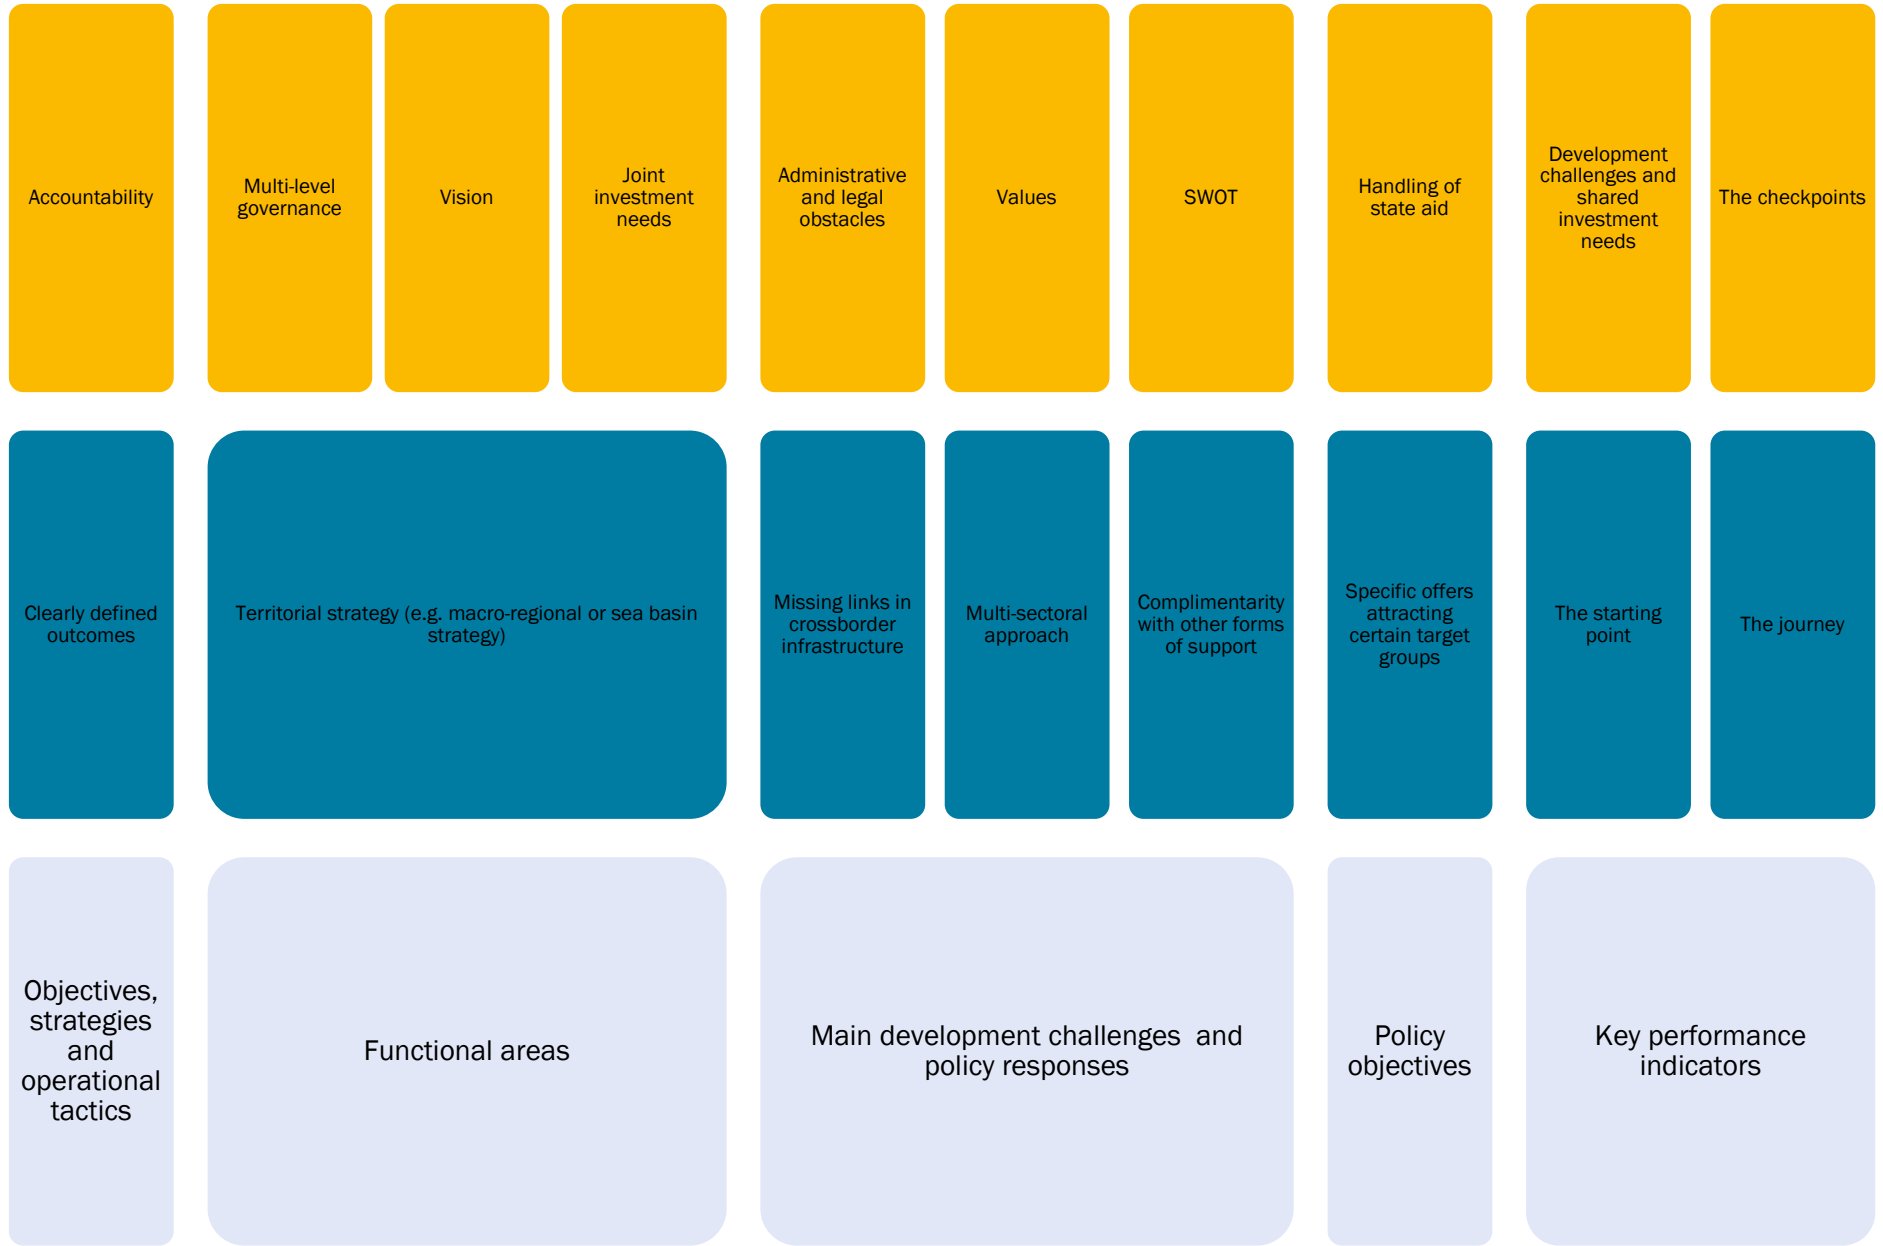 Accountability
Multi-level
governance
Vision
Joint
investment
needs
Administrative
and legal
obstacles
Values
SWOT
Handling of
state aid
Development
challenges and
shared
investment
needs
The checkpoints
Clearly defined
outcomes
Territorial strategy (e.g. macro-regional or sea basin
strategy)
Missing links in
crossborder
infrastructure
Multi-sectoral
approach
Complimentarity
with other forms
of support
Specific offers
attracting
certain target
groups
The starting
point
The journey
Objectives,
strategies
and
operational
tactics
Functional areas
Main development challenges and
policy responses
Policy
objectives
Key performance
indicators